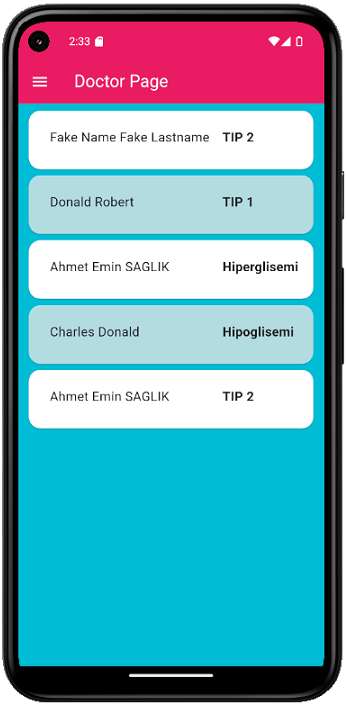 2:33
Doctor Page
Fake Name Fake Lastname TIP 2
Donald Robert TIP 1
Ahmet Emin SAGLIK Hiperglisemi
Charles Donald Hipoglisemi
Ahmet Emin SAGLIK TIP 2